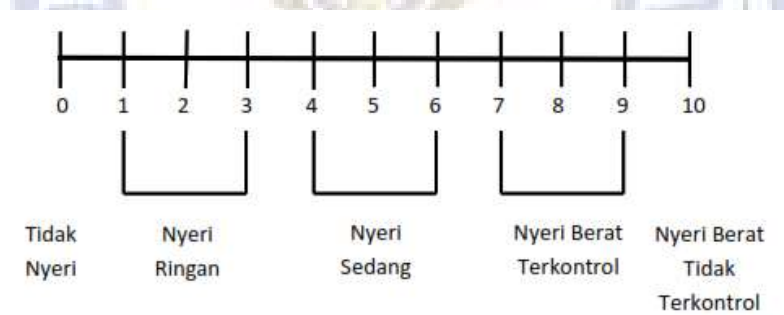 0 1 2 3 4 5 6 7 8 9 10
Tidak Nyeri Nyeri Nyeri Berat Nyeri Berat
Nyeri Ringan Sedang Terkontrol Tidak
Terkontrol